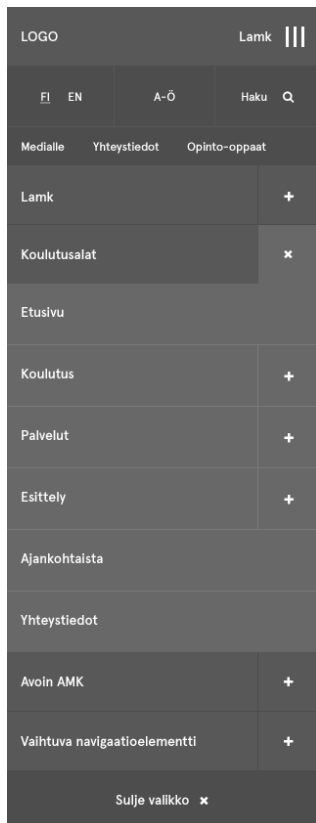 LOGO Lamk
FI EN A-Ö Haku
Medialle Yhteystiedot Opinto-oppaat
Lamk
Koulutusalat
Etusivu
Koulutus
Palvelut
Esittely
Ajankohtaista
Yhteystiedot
Avoin AMK
Vaihtuva navigaatioelementti
Sulje valikko